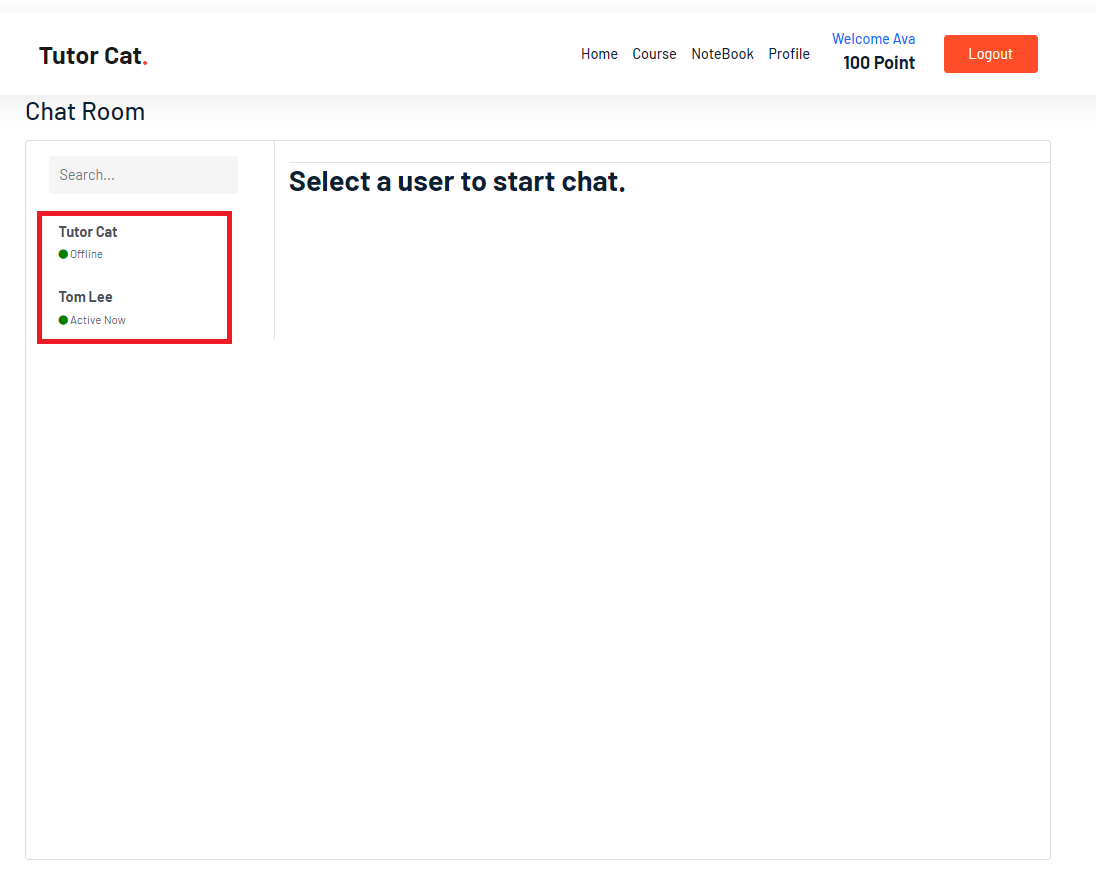 Tutor Cat.
Home Course NoteBook Profile
Welcome Ava
100 Point
Logout
Chat Room
Search...
Select a user to start chat.
Tutor Cat
Offline
Tom Lee
Active Now